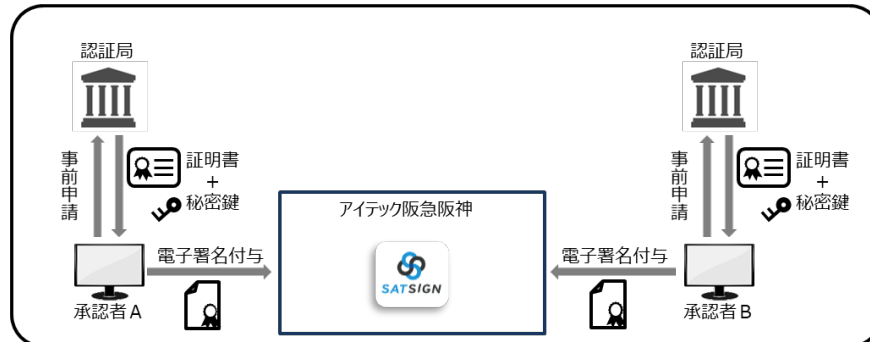 認証局
事前申請
証明書
+
秘密鍵
承認者A
電子署名付与
アイテック阪急阪神
SATSIGN
認証局
事前申請
証明書
+
秘密鍵
電子署名付与
承認者B